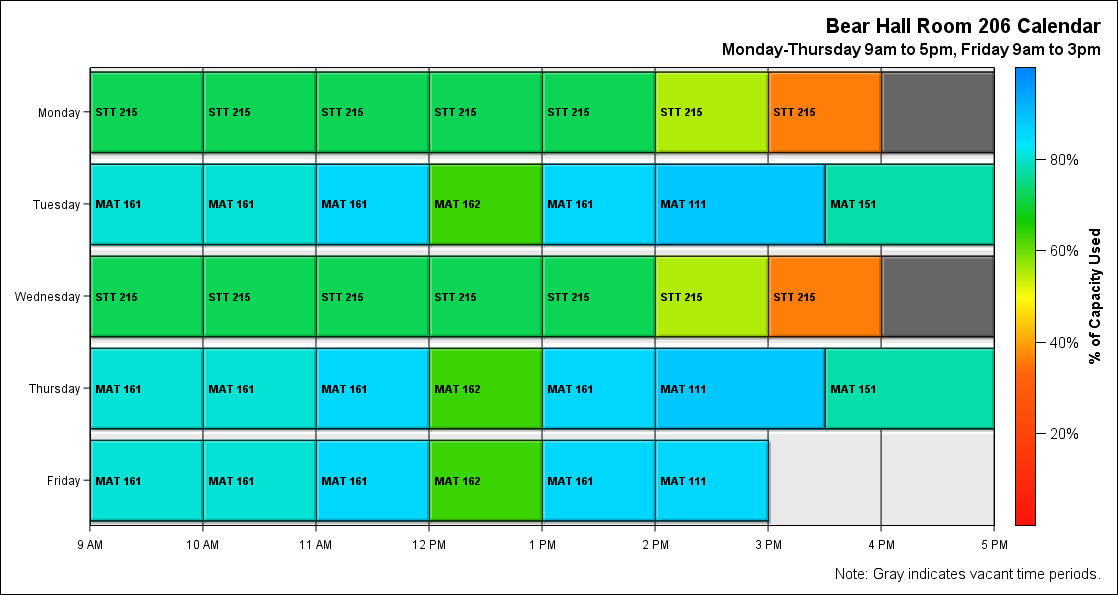 Bear Hall Room 206 Calendar
Monday-Thursday 9am to 5pm, Friday 9am to 3pm
Monday STT 215 STT 215 STT 215 STT 215 STT 215 STT 215 STT 215
80%
Tuesday MAT 161 MAT 161 MAT 161 MAT 162 MAT 161 MAT 111 MAT 151
60%
Wednesday STT 215 STT 215 STT 215 STT 215 STT 215 STT 215 STT 215
% of Capacity Used
40%
Thursday MAT 161 MAT 161 MAT 161 MAT 162 MAT 161 MAT 111 MAT 151
20%
Friday MAT 161 MAT 161 MAT 161 MAT 162 MAT 161 MAT 111
9 AM 10 AM 11 AM 12 PM 1 PM 2 PM 3 PM 4 PM 5 PM
Note: Gray indicates vacant time periods.